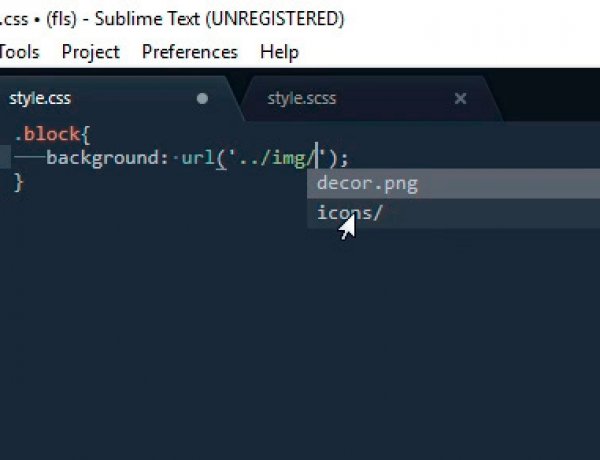 .css • (fls) - Sublime Text (UNREGISTERED)
Tools Project Preferences Help
style.css style.scss
.block{
background: url('../img/');
decor.png
}
icons/